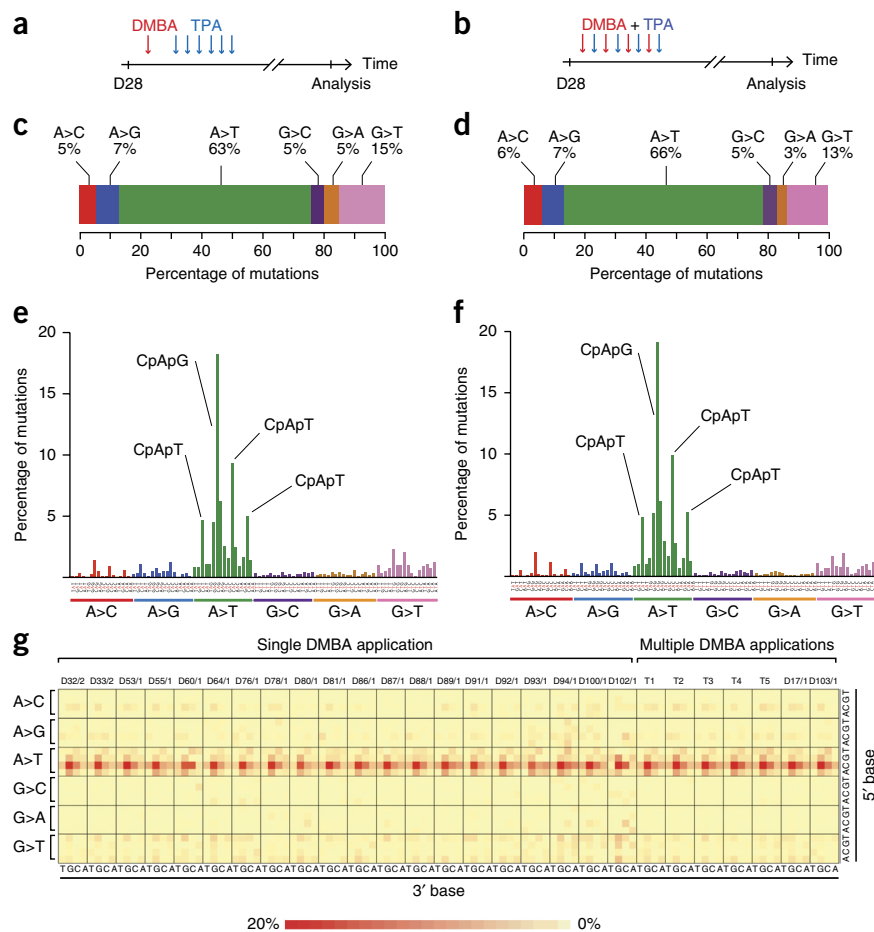 a
DMBA TPA
Time
D28 Analysis
b
DMBA + TPA
Time
D28 Analysis
c
A>C A>G A>T G>C G>A G>T
5% 7% 63% 5% 5% 15%
0 20 40 60 80 100
Percentage of mutations
d
A>C A>G A>T G>C G>A G>T
6% 7% 66% 5% 3% 13%
0 20 40 60 80 100
Percentage of mutations
e
Percentage of mutations
20
15
10
5
CpApG
CpApT
CpApT
CpApT
A>C A>G A>T G>C G>A G>T
f
Percentage of mutations
20
15
10
5
CpApG
CpApT
CpApT
CpApT
A>C A>G A>T G>C G>A G>T
g
Single DMBA application Multiple DMBA applications
D32/2 D33/2 D53/1 D55/1 D60/1 D64/1 D76/1 D78/1 D80/1 D81/1 D86/1 D87/1 D88/1 D89/1 D91/1 D92/1 D93/1 D94/1 D100/1 D102/1 T1 T2 T3 T4 T5 D17/1 D103/1
A>C
A>G
A>T
G>C
G>A
G>T
ACGTACGTACGTACGTACGTACGT
5′ base
TGCATGCATGCATGCATGCATGCATGCATGCATGCATGCATGCATGCATGCATGCATGCATGCATGCATGCATGCATGCATGCATGCATGCATGCATGCATGCATGCA
3′ base
20% 0%